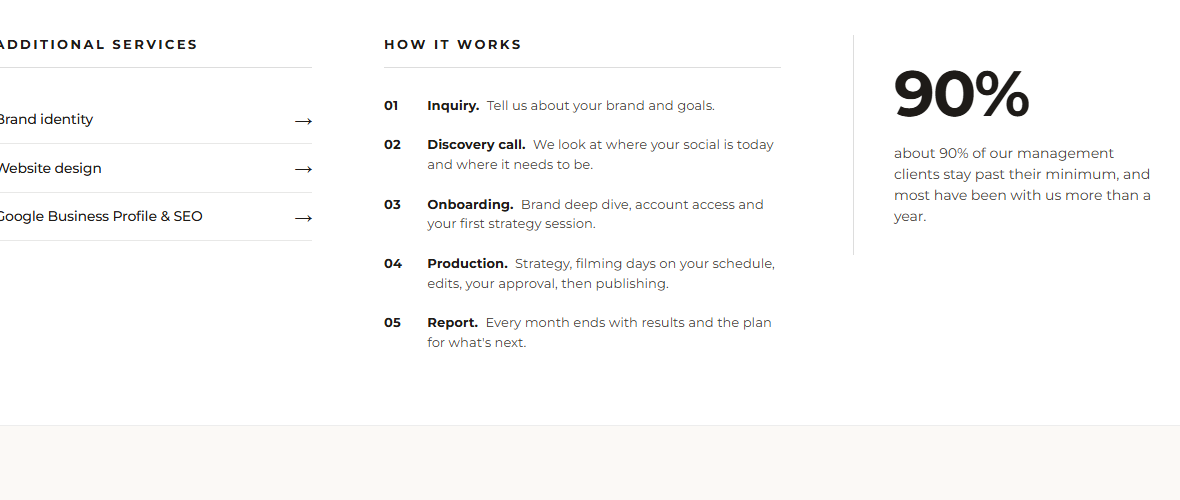 ADDITIONAL SERVICES
Brand identity →
Website design →
Google Business Profile & SEO →
HOW IT WORKS
01 Inquiry. Tell us about your brand and goals.
02 Discovery call. We look at where your social is today
and where it needs to be.
03 Onboarding. Brand deep dive, account access and
your first strategy session.
04 Production. Strategy, filming days on your schedule,
edits, your approval, then publishing.
05 Report. Every month ends with results and the plan
for what's next.
90%
about 90% of our management
clients stay past their minimum, and
most have been with us more than a
year.